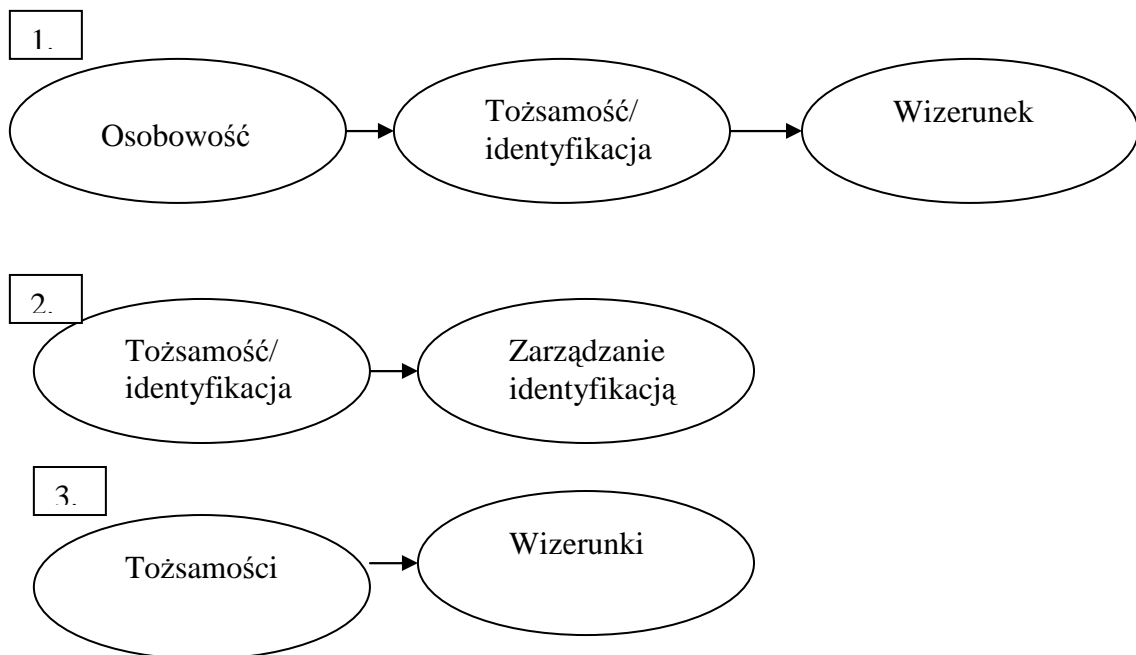 1.
Osobowość
Tożsamość/
identyfikacja
Wizerunek
2.
Tożsamość/
identyfikacja
Zarządzanie
identyfikacją
3.
Tożsamości
Wizerunki